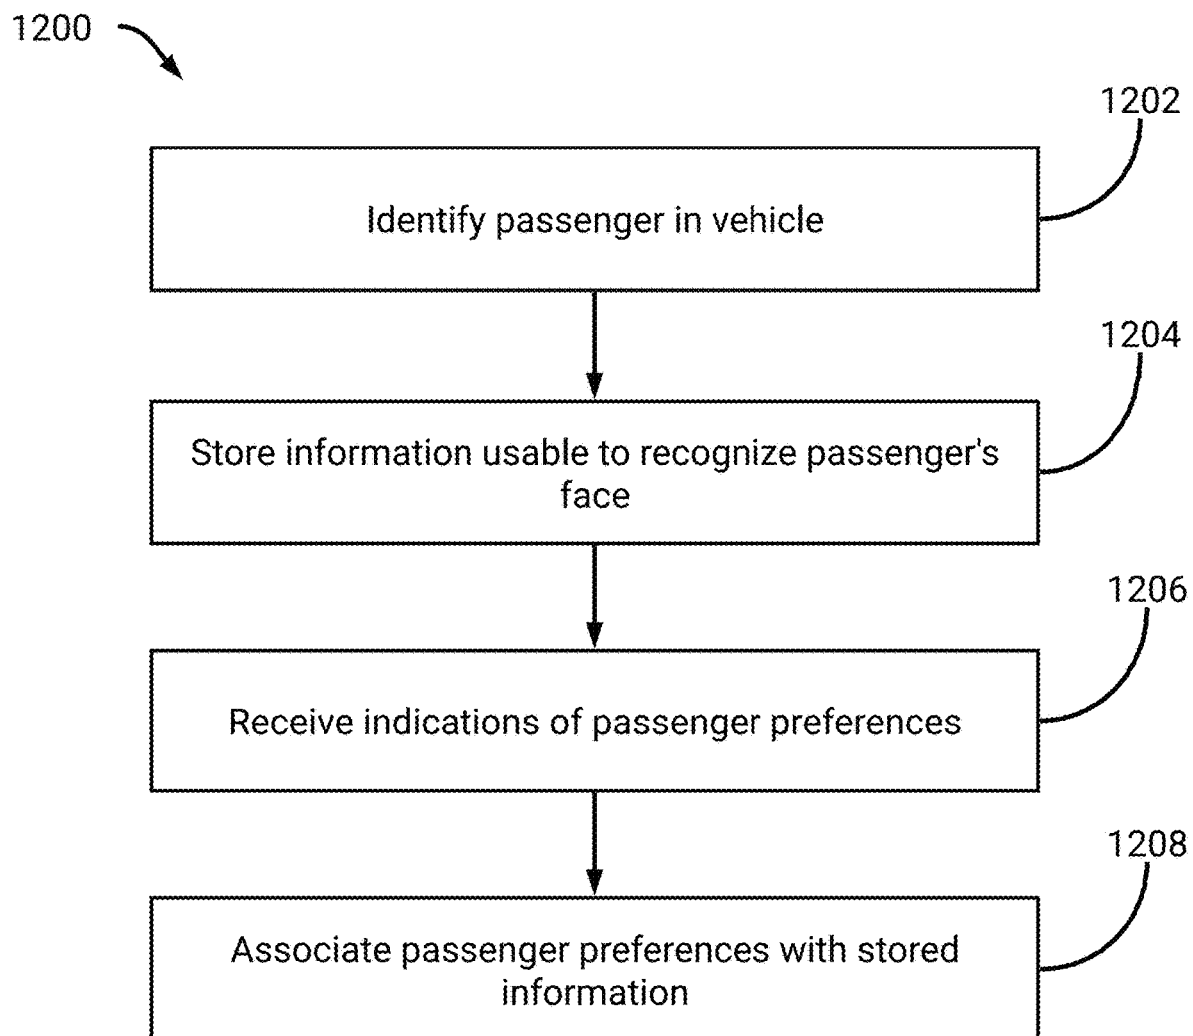 1200
1202
Identify passenger in vehicle
1204
Store information usable to recognize passenger's
face
1206
Receive indications of passenger preferences
1208
Associate passenger preferences with stored
information